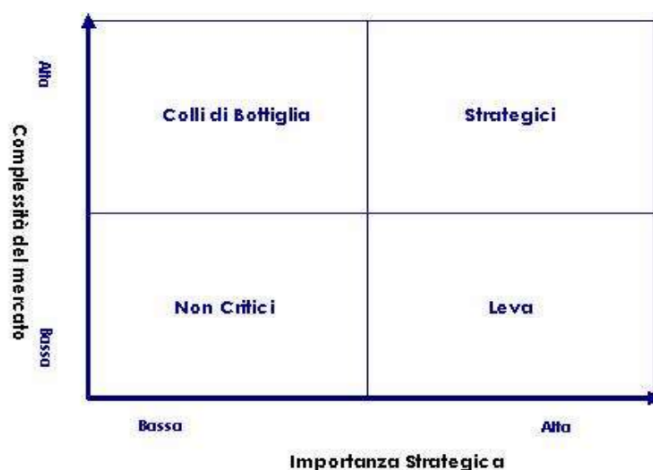 Alta
Colli di Bottiglia
Strategici
Complessità del mercato
Non Critici
Leva
Bassa
Bassa
Alta
Importanza Strategica